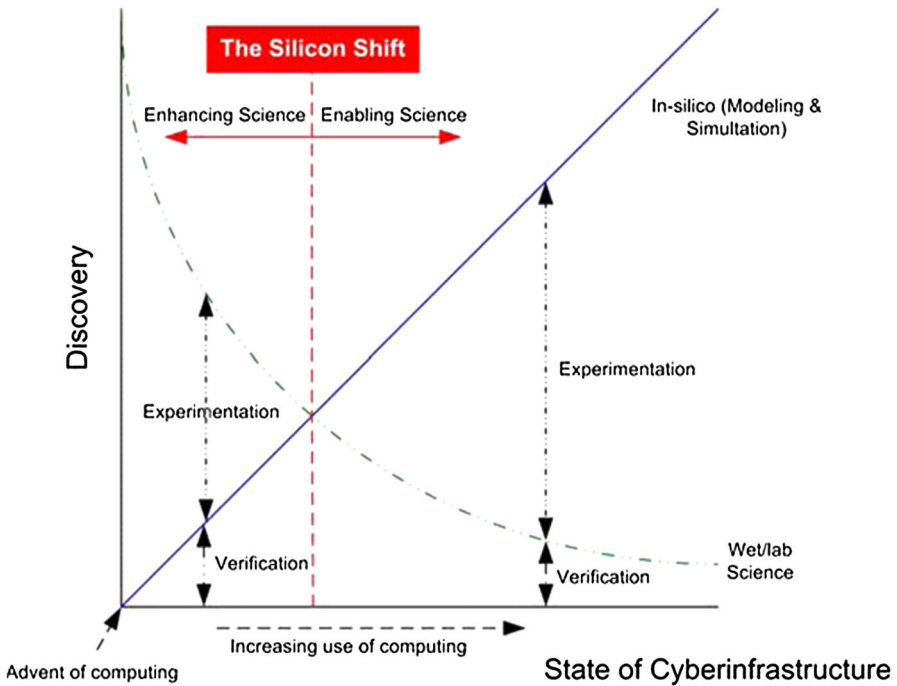 The Silicon Shift
Enhancing Science
Enabling Science
In-silico (Modeling &
Simultation)
Discovery
Experimentation
Experimentation
Verification
Verification
Wet/lab
Science
Increasing use of computing
Advent of computing
State of Cyberinfrastructure